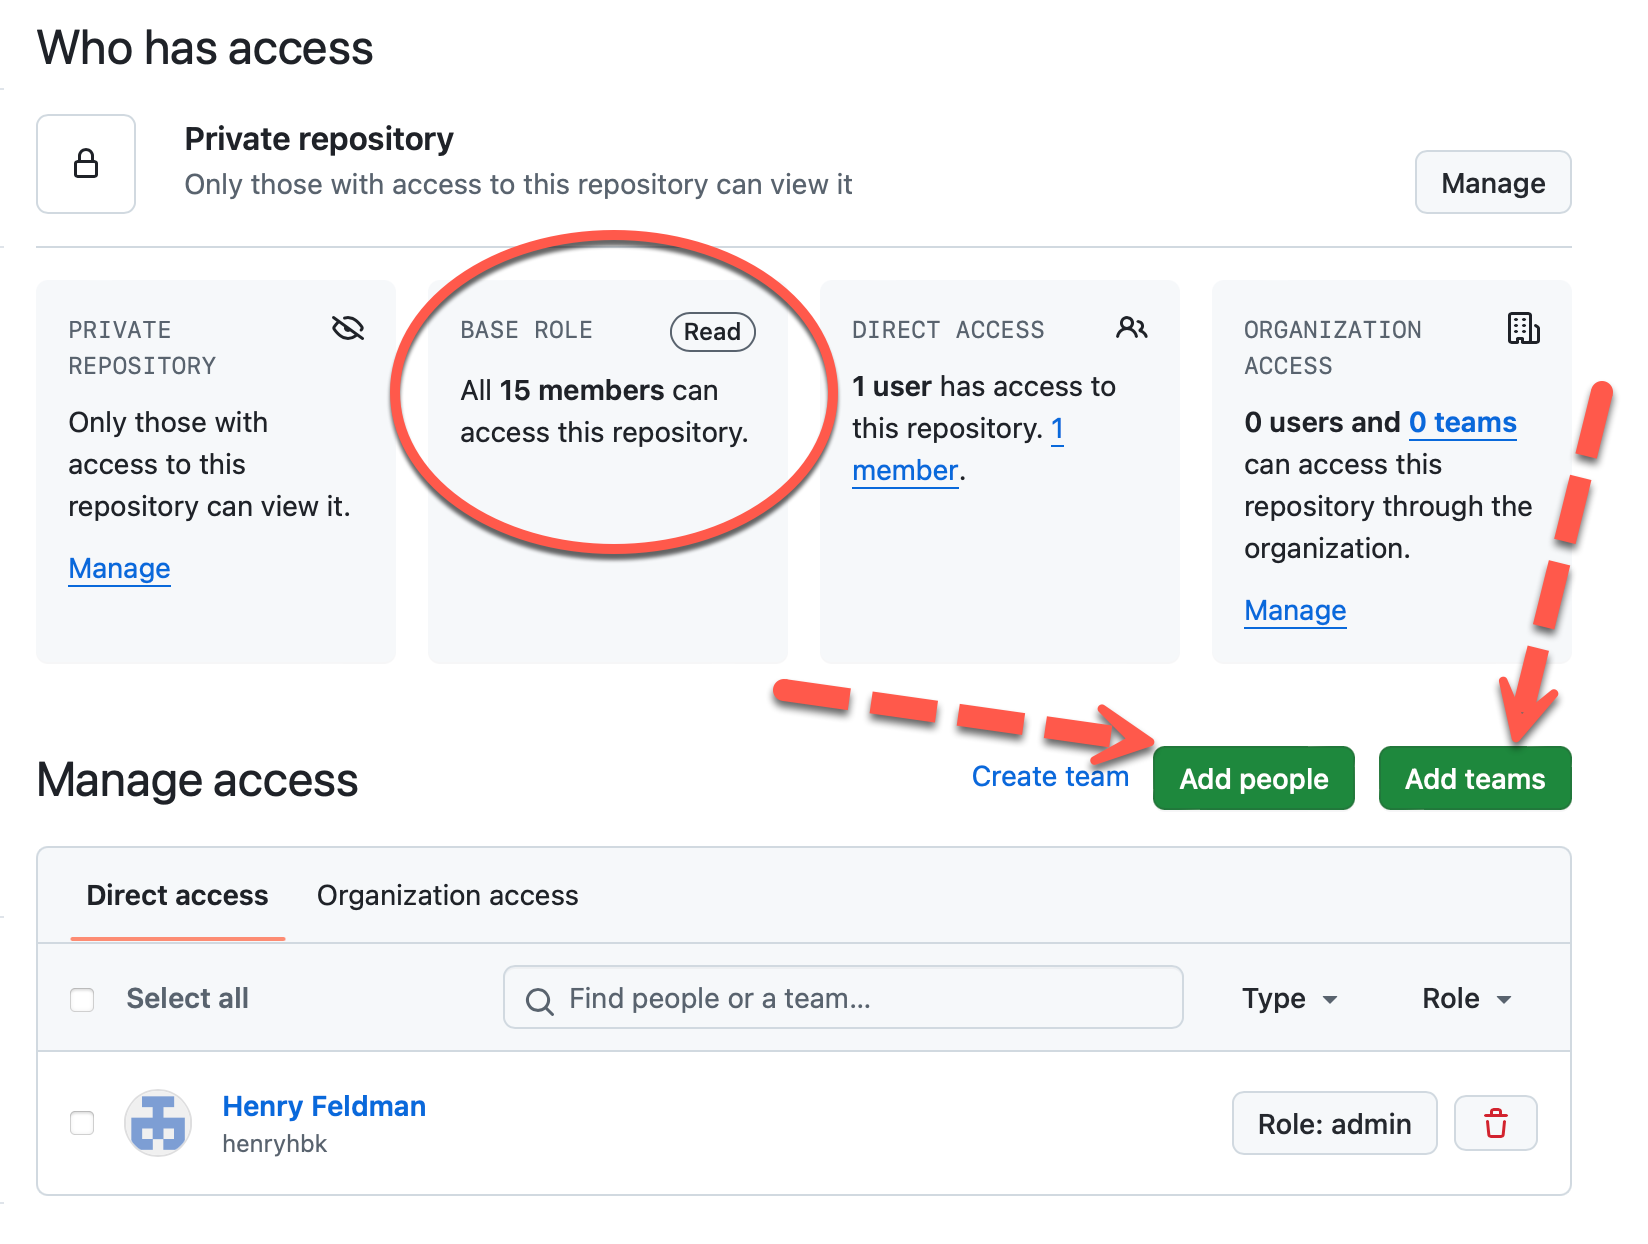 Who has access
Private repository
Only those with access to this repository can view it
Manage
PRIVATE
REPOSITORY
Only those with
access to this
repository can view it.
Manage
BASE ROLE
Read
All 15 members can
access this repository.
DIRECT ACCESS
1 user has access to
this repository. 1
member.
ORGANIZATION
ACCESS
0 users and 0 teams
can access this
repository through the
organization.
Manage
Manage access
Create team
Add people
Add teams
Direct access
Organization access
Select all
Find people or a team...
Type
Role
Henry Feldman
henryhbk
Role: admin